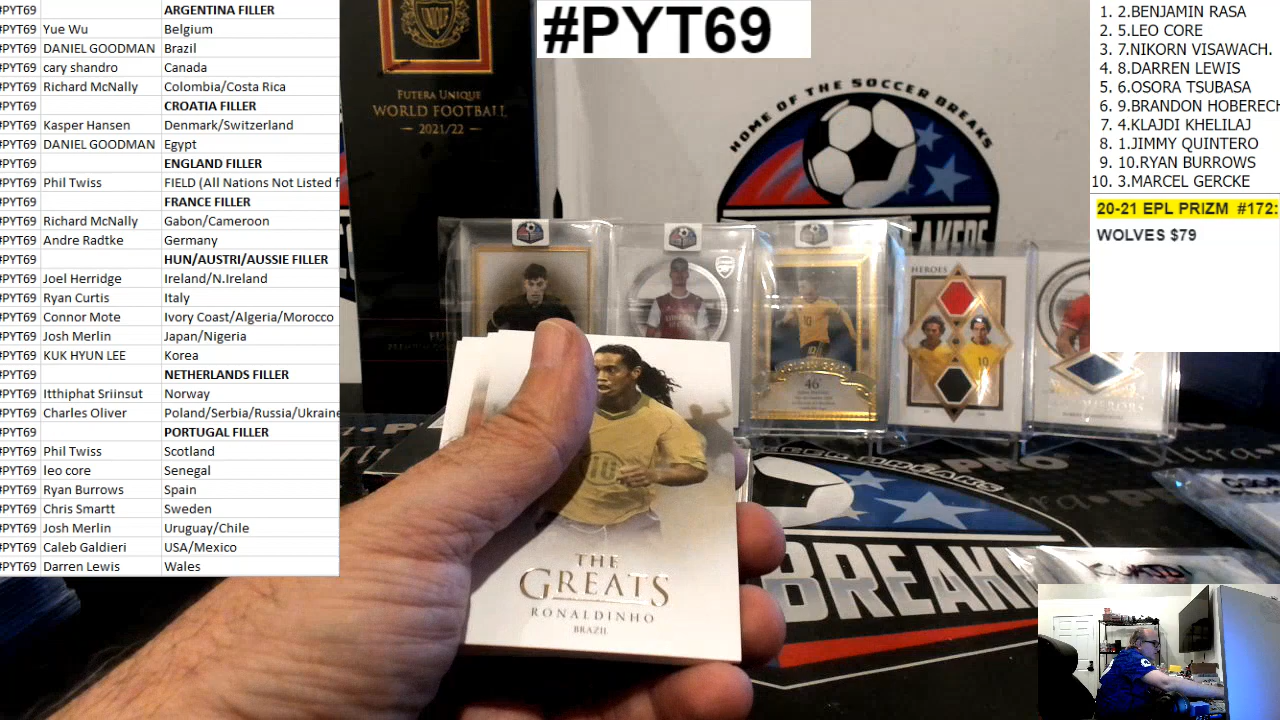 #PYT69 ARGENTINA FILLER
#PYT69 Yue Wu Belgium
#PYT69 DANIEL GOODMAN Brazil
#PYT69 cary shandro Canada
#PYT69 Richard McNally Colombia/Costa Rica
#PYT69 CROATIA FILLER
#PYT69 Kasper Hansen Denmark/Switzerland
#PYT69 DANIEL GOODMAN Egypt
#PYT69 ENGLAND FILLER
#PYT69 Phil Twiss FIELD (All Nations Not Listed f
#PYT69 FRANCE FILLER
#PYT69 Richard McNally Gabon/Cameroon
#PYT69 Andre Radtke Germany
#PYT69 HUN/AUSTRI/AUSSIE FILLER
#PYT69 Joel Herridge Ireland/N.Ireland
#PYT69 Ryan Curtis Italy
#PYT69 Connor Mote Ivory Coast/Algeria/Morocco
#PYT69 Josh Merlin Japan/Nigeria
#PYT69 KUK HYUN LEE Korea
#PYT69 NETHERLANDS FILLER
#PYT69 Itthiphat Sriinsut Norway
#PYT69 Charles Oliver Poland/Serbia/Russia/Ukraine
#PYT69 PORTUGAL FILLER
#PYT69 Phil Twiss Scotland
#PYT69 leo core Senegal
#PYT69 Ryan Burrows Spain
#PYT69 Chris Smartt Sweden
#PYT69 Josh Merlin Uruguay/Chile
#PYT69 Caleb Galdieri USA/Mexico
#PYT69 Darren Lewis Wales
UNIQUE
FUTERA UNIQUE
WORLD FOOTBALL
— 2021/22 —
#PYT69
HOME OF THE SOCCER BREAKS
BREAKERS
HEROES
10
46
10
THE
GREATS
RONALDINHO
BRAZIL
BREAKE
1. 2.BENJAMIN RASA
2. 5.LEO CORE
3. 7.NIKORN VISAWACH.
4. 8.DARREN LEWIS
5. 6.OSORA TSUBASA
6. 9.BRANDON HOBERECH
7. 4.KLAJDI KHELILAJ
8. 1.JIMMY QUINTERO
9. 10.RYAN BURROWS
10. 3.MARCEL GERCKE
20-21 EPL PRIZM #172:
WOLVES $79